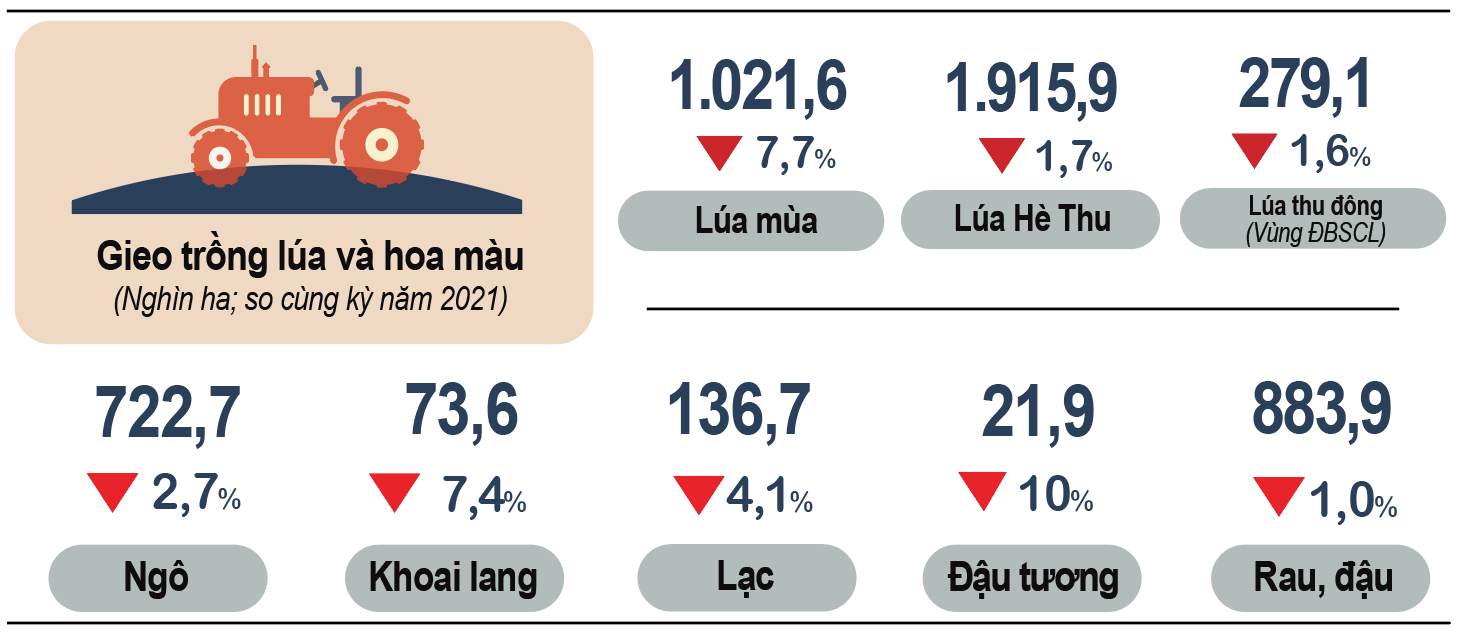 Gieo trồng lúa và hoa màu
(Nghìn ha; so cùng kỳ năm 2021)
1.021,6
7,7%
Lúa mùa
1.915,9
1,7%
Lúa Hè Thu
279,1
1,6%
Lúa thu đông
(Vùng ĐBSCL)
722,7
2,7%
Ngô
73,6
7,4%
Khoai lang
136,7
4,1%
Lạc
21,9
10%
Đậu tương
883,9
1,0%
Rau, đậu